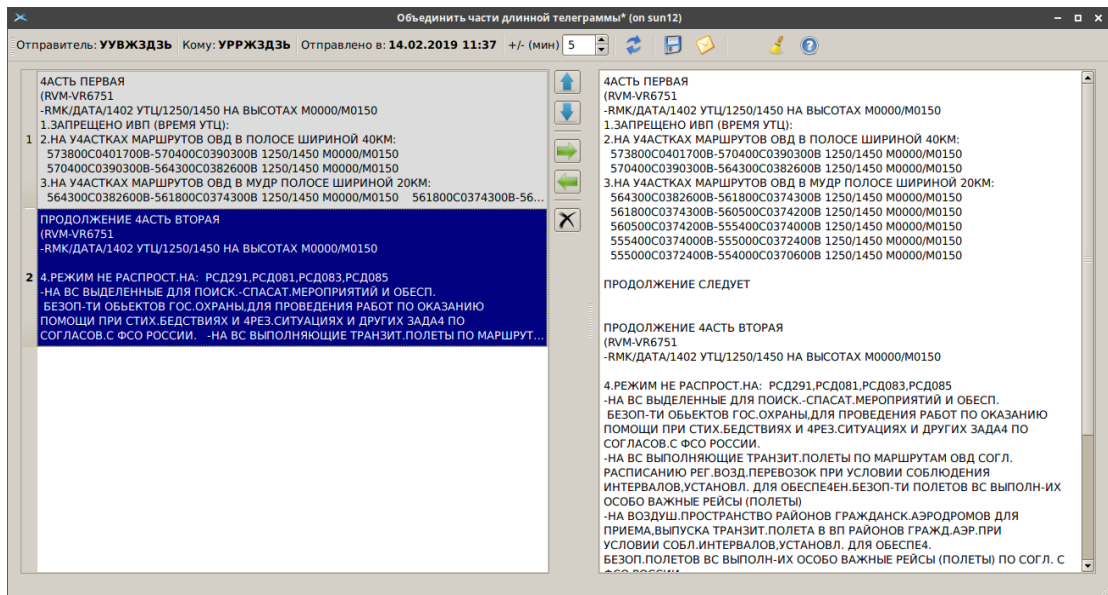 Объединить части длинной телеграммы* (on sun12)
Отправитель: УУВЖЗДЗЬ Кому: УРРЖЗДЗЬ Отправлено в: 14.02.2019 11:37 +/- (мин) 5
4АСТЬ ПЕРВАЯ
(RVM-VR6751
-RMK/ДАТА/1402 УТЦ/1250/1450 НА ВЫСОТАХ М0000/М0150
1.ЗАПРЕЩЕНО ИВП (ВРЕМЯ УТЦ):
1 2.НА У4АСТКАХ МАРШРУТОВ ОВД В ПОЛОСЕ ШИРИНОЙ 40КМ:
573800С0401700В-570400С0390300В 1250/1450 М0000/М0150
570400С0390300В-564300С0382600В 1250/1450 М0000/М0150
3.НА У4АСТКАХ МАРШРУТОВ ОВД В МУДР ПОЛОСЕ ШИРИНОЙ 20КМ:
564300С0382600В-561800С0374300В 1250/1450 М0000/М0150 561800С0374300В-56...
ПРОДОЛЖЕНИЕ 4АСТЬ ВТОРАЯ
(RVM-VR6751
-RMK/ДАТА/1402 УТЦ/1250/1450 НА ВЫСОТАХ М0000/М0150
2 4.РЕЖИМ НЕ РАСПРОСТ.НА: РСД291,РСД081,РСД083,РСД085
-НА ВС ВЫДЕЛЕННЫЕ ДЛЯ ПОИСК.-СПАСАТ.МЕРОПРИЯТИЙ И ОБЕСП.
БЕЗОП-ТИ ОБЬЕКТОВ ГОС.ОХРАНЫ,ДЛЯ ПРОВЕДЕНИЯ РАБОТ ПО ОКАЗАНИЮ
ПОМОЩИ ПРИ СТИХ.БЕДСТВИЯХ И 4РЕЗ.СИТУАЦИЯХ И ДРУГИХ ЗАДА4 ПО
СОГЛАСОВ.С ФСО РОССИИ. -НА ВС ВЫПОЛНЯЮЩИЕ ТРАНЗИТ.ПОЛЕТЫ ПО МАРШРУТ...
4АСТЬ ПЕРВАЯ
(RVM-VR6751
-RMK/ДАТА/1402 УТЦ/1250/1450 НА ВЫСОТАХ М0000/М0150
1.ЗАПРЕЩЕНО ИВП (ВРЕМЯ УТЦ):
2.НА У4АСТКАХ МАРШРУТОВ ОВД В ПОЛОСЕ ШИРИНОЙ 40КМ:
573800С0401700В-570400С0390300В 1250/1450 М0000/М0150
570400С0390300В-564300С0382600В 1250/1450 М0000/М0150
3.НА У4АСТКАХ МАРШРУТОВ ОВД В МУДР ПОЛОСЕ ШИРИНОЙ 20КМ:
564300С0382600В-561800С0374300В 1250/1450 М0000/М0150
561800С0374300В-560500С0374200В 1250/1450 М0000/М0150
560500С0374200В-555400С0374000В 1250/1450 М0000/М0150
555400С0374000В-555000С0372400В 1250/1450 М0000/М0150
555000С0372400В-554000С0370600В 1250/1450 М0000/М0150
ПРОДОЛЖЕНИЕ СЛЕДУЕТ
ПРОДОЛЖЕНИЕ 4АСТЬ ВТОРАЯ
(RVM-VR6751
-RMK/ДАТА/1402 УТЦ/1250/1450 НА ВЫСОТАХ М0000/М0150
4.РЕЖИМ НЕ РАСПРОСТ.НА: РСД291,РСД081,РСД083,РСД085
-НА ВС ВЫДЕЛЕННЫЕ ДЛЯ ПОИСК.-СПАСАТ.МЕРОПРИЯТИЙ И ОБЕСП.
БЕЗОП-ТИ ОБЬЕКТОВ ГОС.ОХРАНЫ,ДЛЯ ПРОВЕДЕНИЯ РАБОТ ПО ОКАЗАНИЮ
ПОМОЩИ ПРИ СТИХ.БЕДСТВИЯХ И 4РЕЗ.СИТУАЦИЯХ И ДРУГИХ ЗАДА4 ПО
СОГЛАСОВ.С ФСО РОССИИ.
-НА ВС ВЫПОЛНЯЮЩИЕ ТРАНЗИТ.ПОЛЕТЫ ПО МАРШРУТАМ ОВД СОГЛ.
РАСПИСАНИЮ РЕГ.ВОЗД.ПЕРЕВОЗОК ПРИ УСЛОВИИ СОБЛЮДЕНИЯ
ИНТЕРВАЛОВ,УСТАНОВЛ. ДЛЯ ОБЕСПЕ4ЕН.БЕЗОП-ТИ ПОЛЕТОВ ВС ВЫПОЛН-ИХ
ОСОБО ВАЖНЫЕ РЕЙСЫ (ПОЛЕТЫ)
-НА ВОЗДУШ.ПРОСТРАНСТВО РАЙОНОВ ГРАЖДАНСК.АЭРОДРОМОВ ДЛЯ
ПРИЕМА,ВЫПУСКА ТРАНЗИТ.ПОЛЕТА В ВП РАЙОНОВ ГРАЖД.АЭР.ПРИ
УСЛОВИИ СОБЛ.ИНТЕРВАЛОВ,УСТАНОВЛ. ДЛЯ ОБЕСПЕ4.
БЕЗОП.ПОЛЕТОВ ВС ВЫПОЛН-ИХ ОСОБО ВАЖНЫЕ РЕЙСЫ (ПОЛЕТЫ) ПО СОГЛ. С